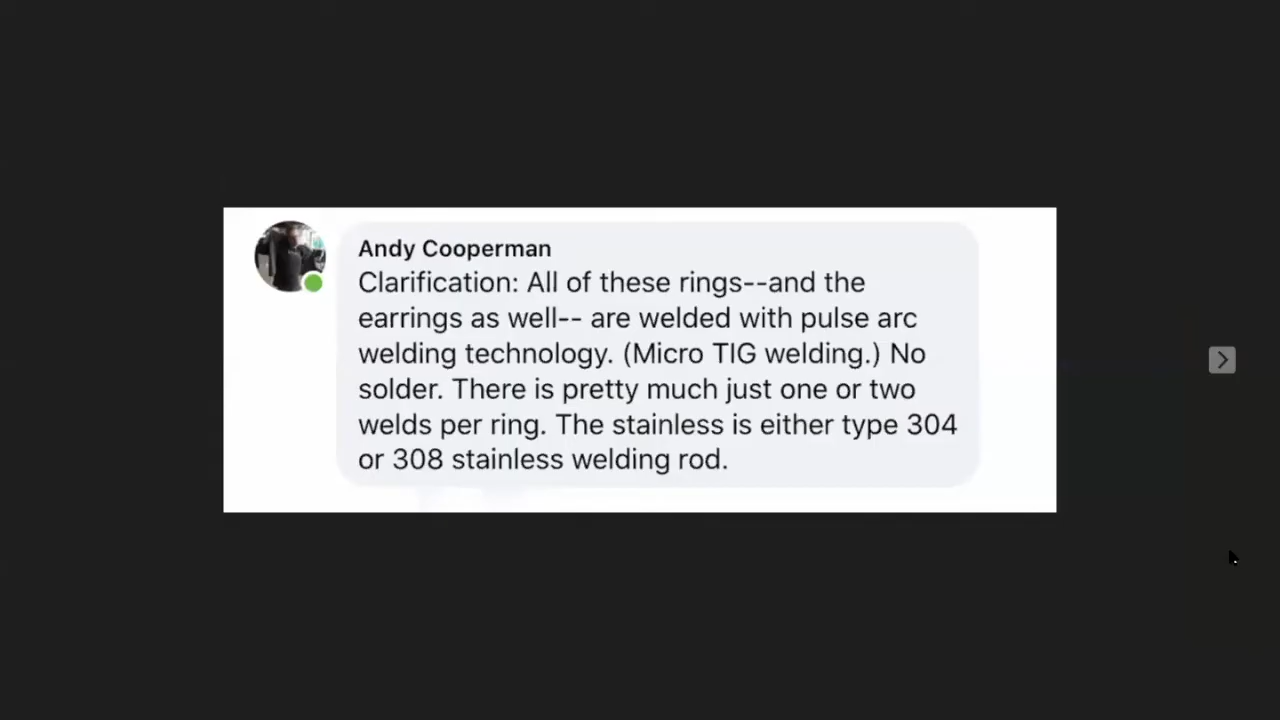 Andy Cooperman
Clarification: All of these rings--and the
earrings as well-- are welded with pulse arc
welding technology. (Micro TIG welding.) No
solder. There is pretty much just one or two
welds per ring. The stainless is either type 304
or 308 stainless welding rod.